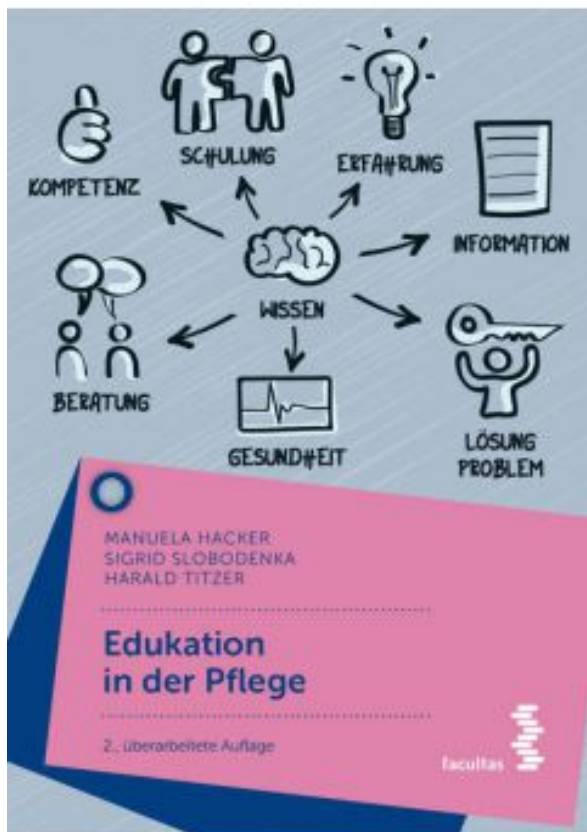 SCHULUNG
ERFAHRUNG
KOMPETENZ
INFORMATION
WISSEN
BERATUNG
GESUNDHEIT
LÖSUNG
PROBLEM
MANUELA HACKER
SIGRID SLOBODENKA
HARALD TITZER
Edukation
in der Pflege
2., überarbeitete Auflage
facultas